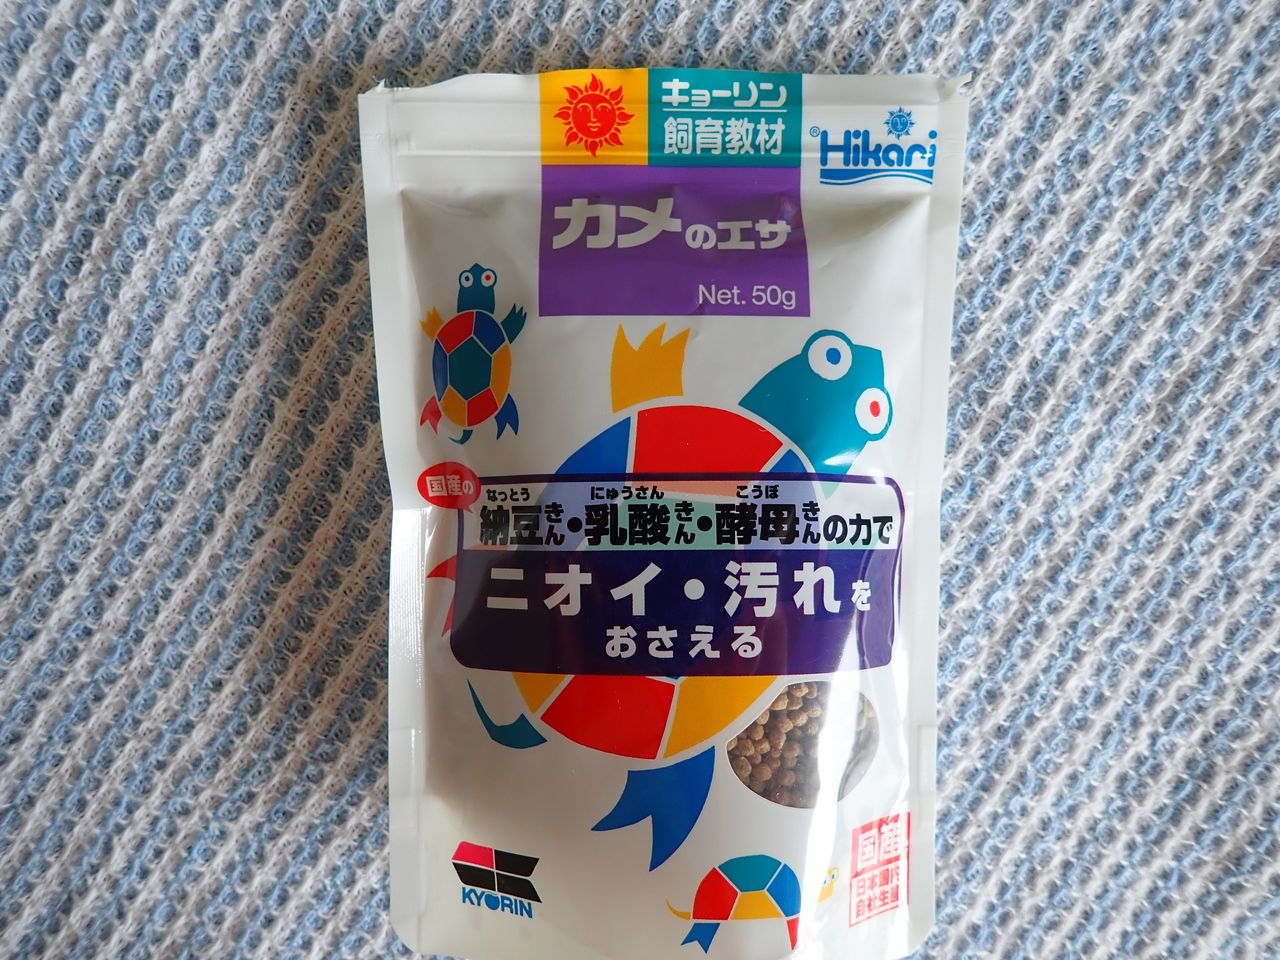 キョーリン
飼育教材
® Hikari
カメのエサ
Net. 50g
国産の
なっとう にゅうさん こうぼ
納豆きん・乳酸きん・酵母きんの力で
ニオイ・汚れを
おさえる
KYORIN
国産
日本国内
自社生産